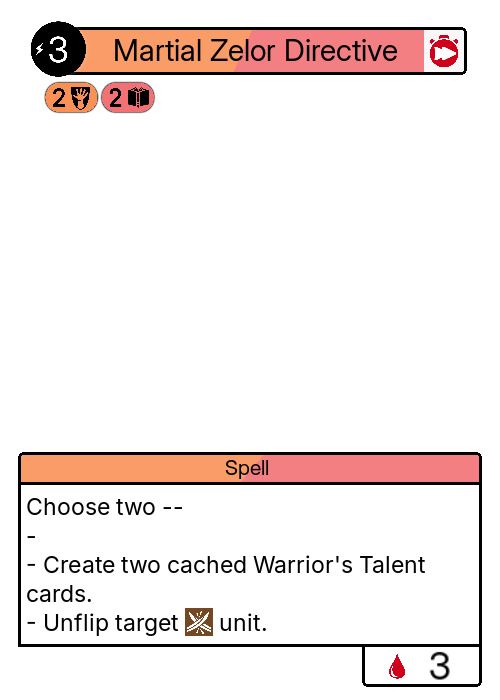 3 Martial Zelor Directive
2 2
Spell
Choose two --
-
- Create two cached Warrior's Talent
cards.
- Unflip target unit.
3